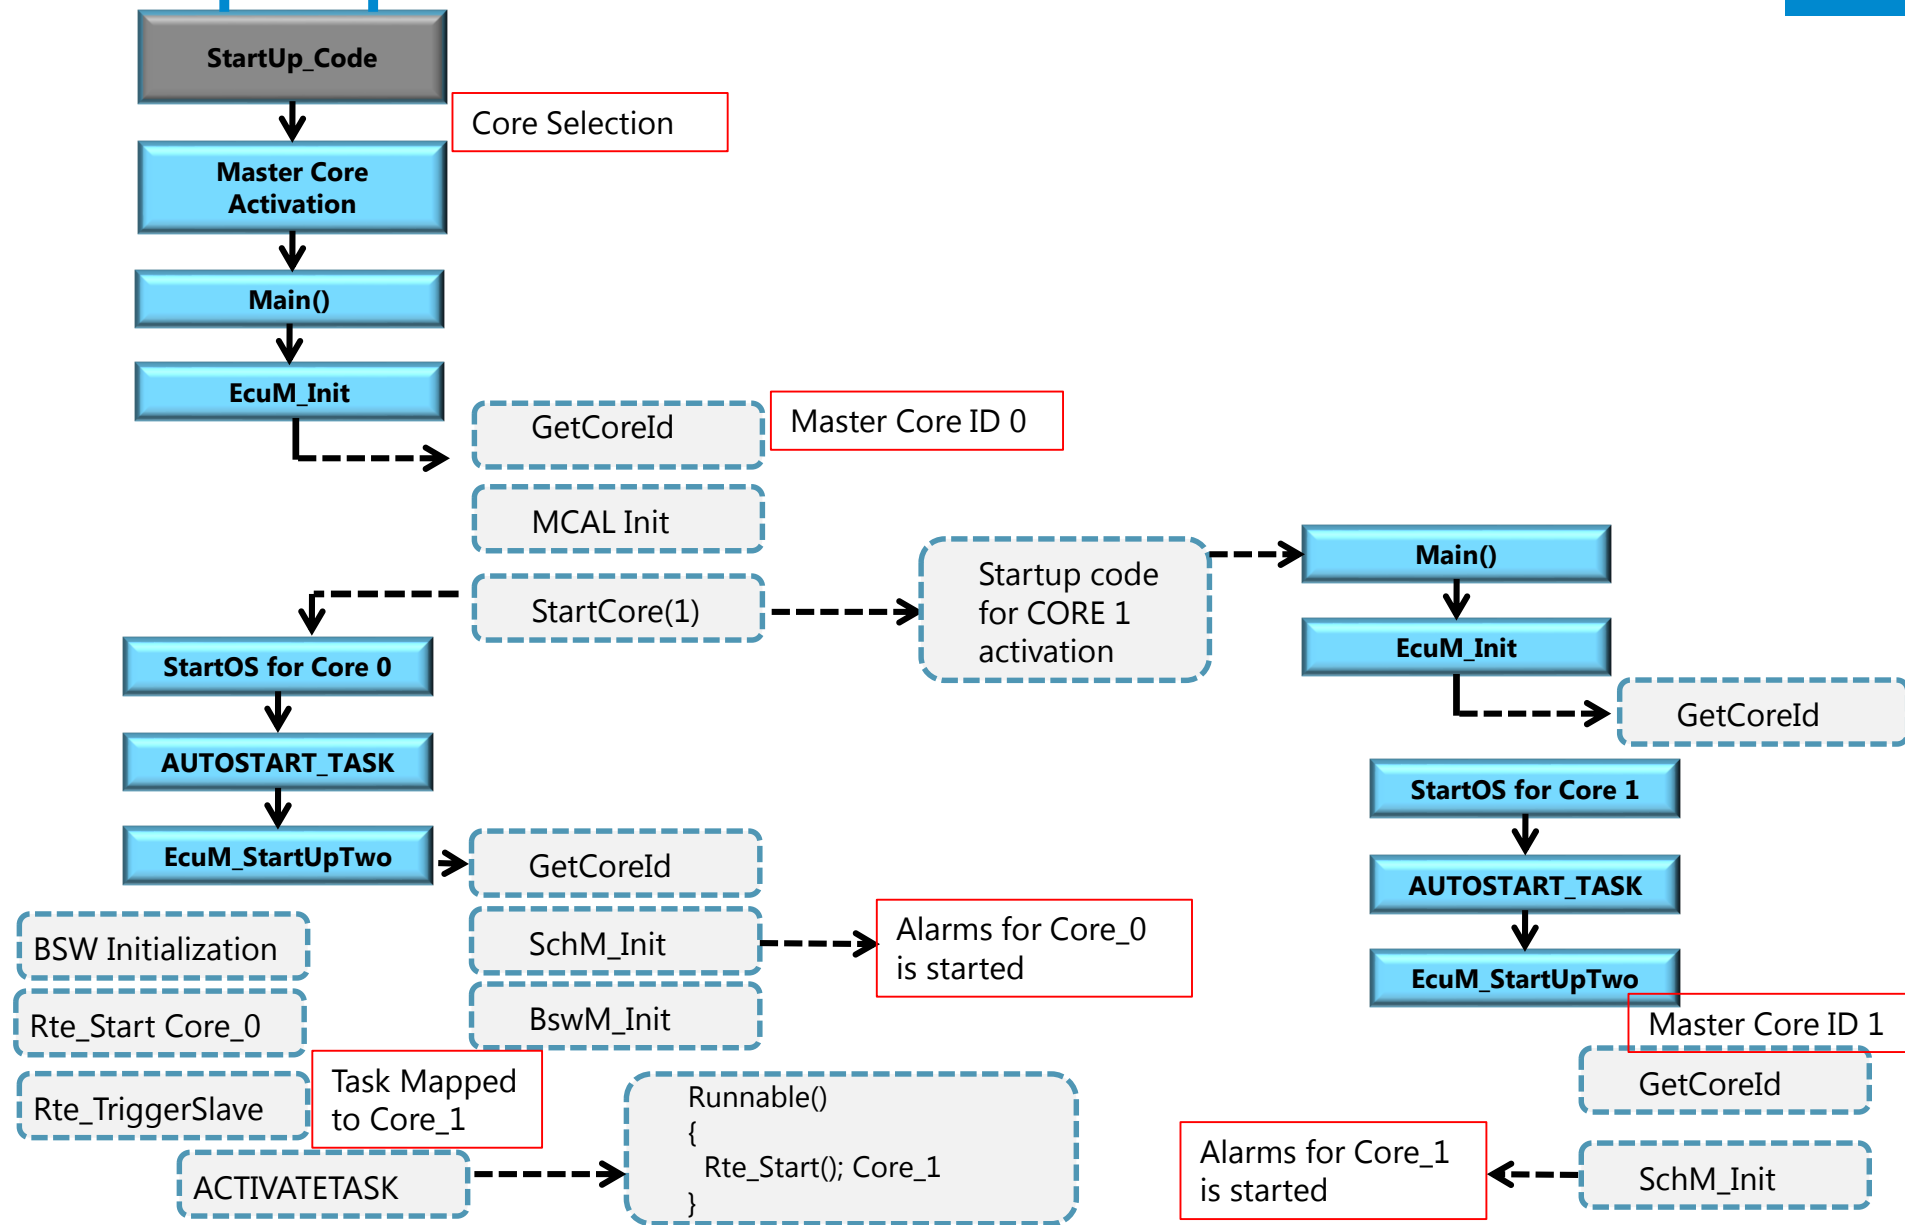 StartUp_Code
Core Selection
Master Core
Activation
Main()
EcuM_Init
GetCoreId
Master Core ID 0
MCAL Init
StartCore(1)
Startup code
for CORE 1
activation
Main()
EcuM_Init
GetCoreId
StartOS for Core 0
AUTOSTART_TASK
EcuM_StartUpTwo
GetCoreId
SchM_Init
Alarms for Core_0
is started
BswM_Init
BSW Initialization
Rte_Start Core_0
Rte_TriggerSlave
Task Mapped
to Core_1
ACTIVATETASK
Runnable()
{
Rte_Start(); Core_1
}
StartOS for Core 1
AUTOSTART_TASK
EcuM_StartUpTwo
Master Core ID 1
GetCoreId
SchM_Init
Alarms for Core_1
is started